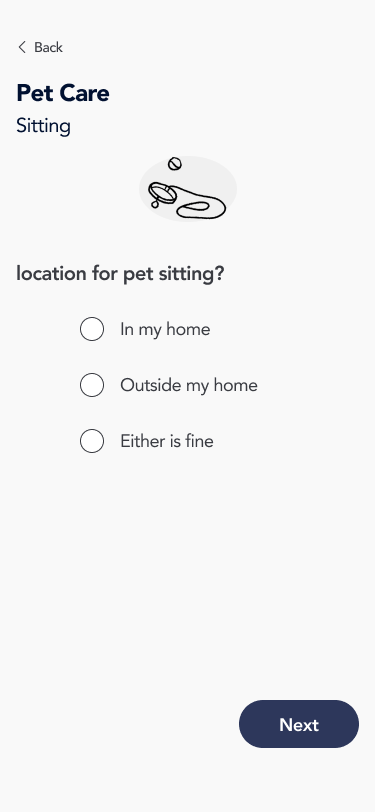 Back
Pet Care
Sitting
location for pet sitting?
In my home
Outside my home
Either is fine
Next